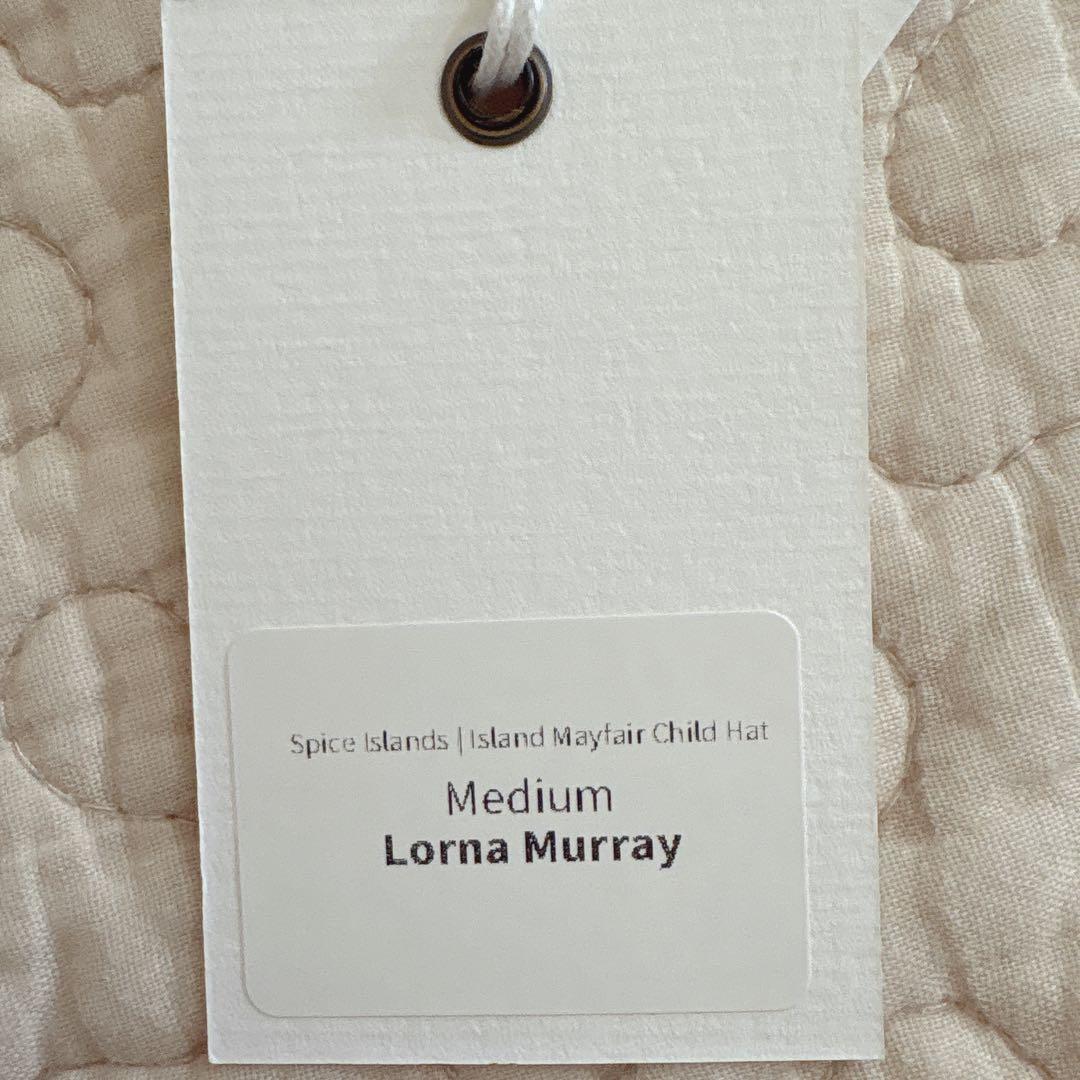 Spice Islands | Island Mayfair Child Hat
Medium
Lorna Murray